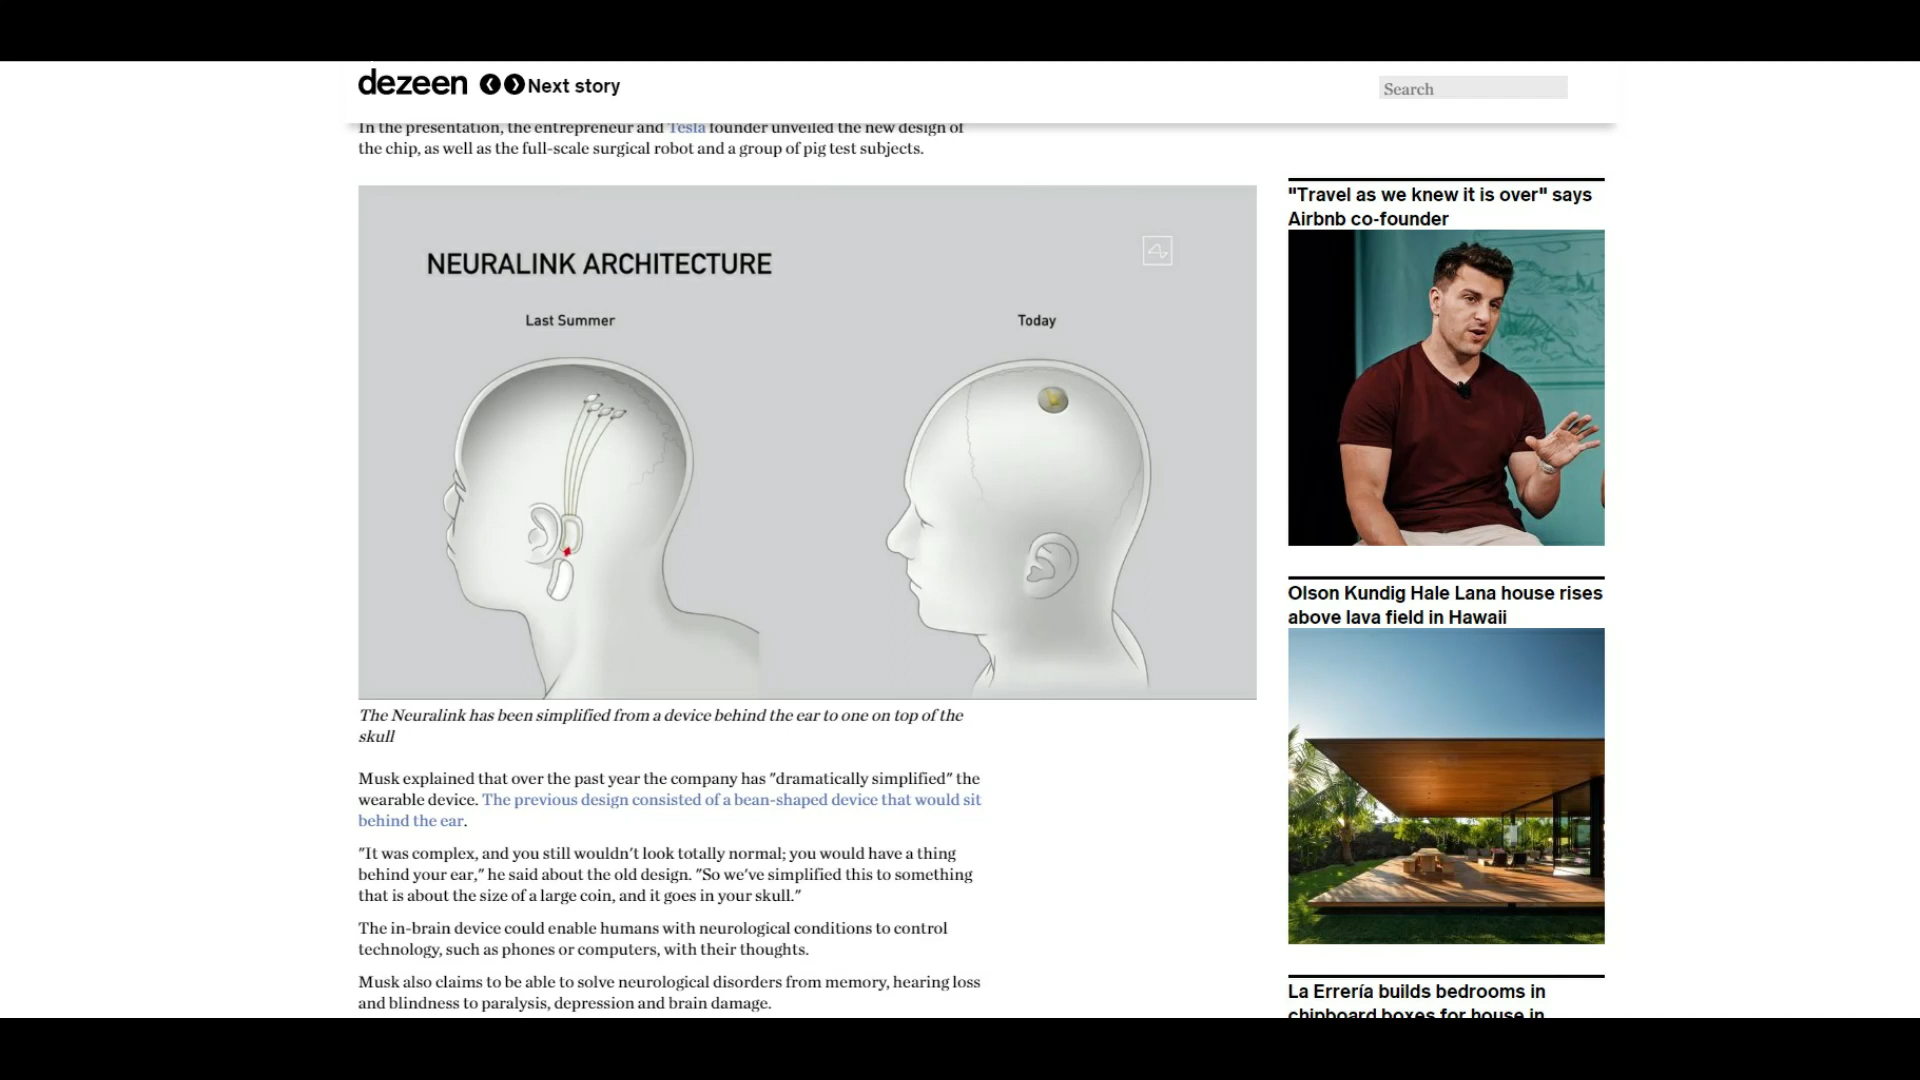 dezeen Next story
Search
In the presentation, the entrepreneur and Tesla founder unveiled the new design of
the chip, as well as the full-scale surgical robot and a group of pig test subjects.
NEURALINK ARCHITECTURE
Last Summer
Today
The Neuralink has been simplified from a device behind the ear to one on top of the
skull
Musk explained that over the past year the company has "dramatically simplified" the
wearable device. The previous design consisted of a bean-shaped device that would sit
behind the ear.
"It was complex, and you still wouldn't look totally normal; you would have a thing
behind your ear," he said about the old design. "So we've simplified this to something
that is about the size of a large coin, and it goes in your skull."
The in-brain device could enable humans with neurological conditions to control
technology, such as phones or computers, with their thoughts.
Musk also claims to be able to solve neurological disorders from memory, hearing loss
and blindness to paralysis, depression and brain damage.
"Travel as we knew it is over" says
Airbnb co-founder
Olson Kundig Hale Lana house rises
above lava field in Hawaii
La Errería builds bedrooms in
chipboard boxes for house in